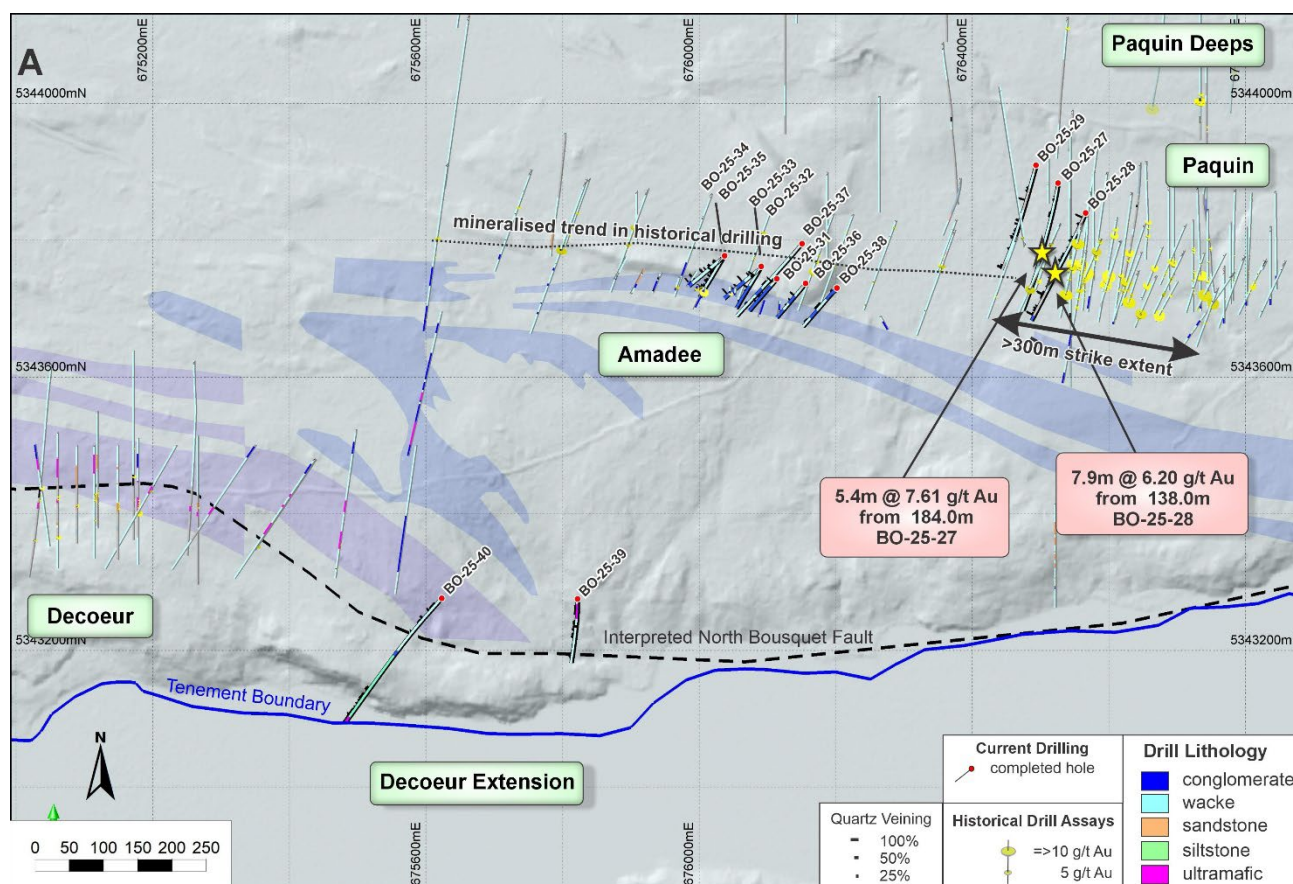 A
675200mE
675600mE
676000mE
676400mE
Paquin Deeps
5344000mN
5344000m
BO-25-29
BO-25-27
BO-25-28
Paquin
BO-25-34
BO-25-35
BO-25-33
BO-25-32
BO-25-37
BO-25-31
BO-25-36
BO-25-38
mineralised trend in historical drilling
Amadee
>300m strike extent
5343600mN
5343600m
5.4m @ 7.61 g/t Au
from 184.0m
BO-25-27
7.9m @ 6.20 g/t Au
from 138.0m
BO-25-28
BO-25-40
BO-25-39
Decoeur
5343200mN
Interpreted North Bousquet Fault
5343200m
Tenement Boundary
N
Decoeur Extension
675600mE
676000mE
0 50 100 150 200 250
Current Drilling
completed hole
Quartz Veining
100%
50%
25%
Historical Drill Assays
=>10 g/t Au
5 g/t Au
Drill Lithology
conglomerate
wacke
sandstone
siltstone
ultramafic